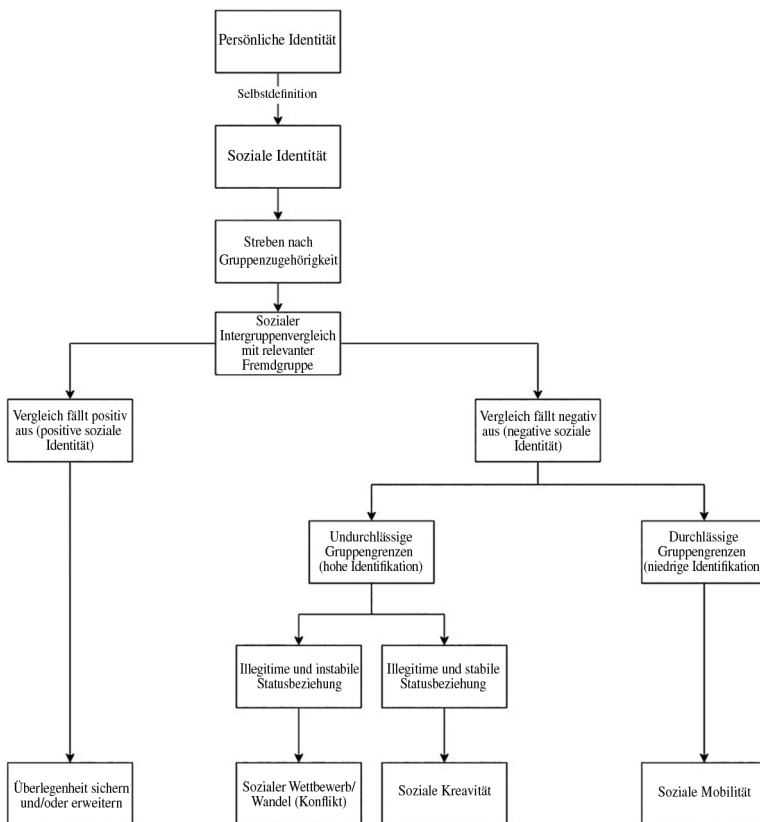 Persönliche Identität
Selbstdefinition
Soziale Identität
Streben nach
Gruppenzugehörigkeit
Sozialer
Intergruppenvergleich
mit relevanter
Fremdgruppe
Vergleich fällt positiv
aus (positive soziale
Identität)
Vergleich fällt negativ
aus (negative soziale
Identität)
Undurchlässige
Gruppengrenzen
(hohe Identifikation)
Durchlässige
Gruppengrenzen
(niedrige Identifikation
Illegitime und instabile
Statusbeziehung
Illegitime und stabile
Statusbeziehung
Überlegenheit sichern
und/oder erweitern
Sozialer Wettbewerb/
Wandel (Konflikt)
Soziale Kreavität
Soziale Mobilität